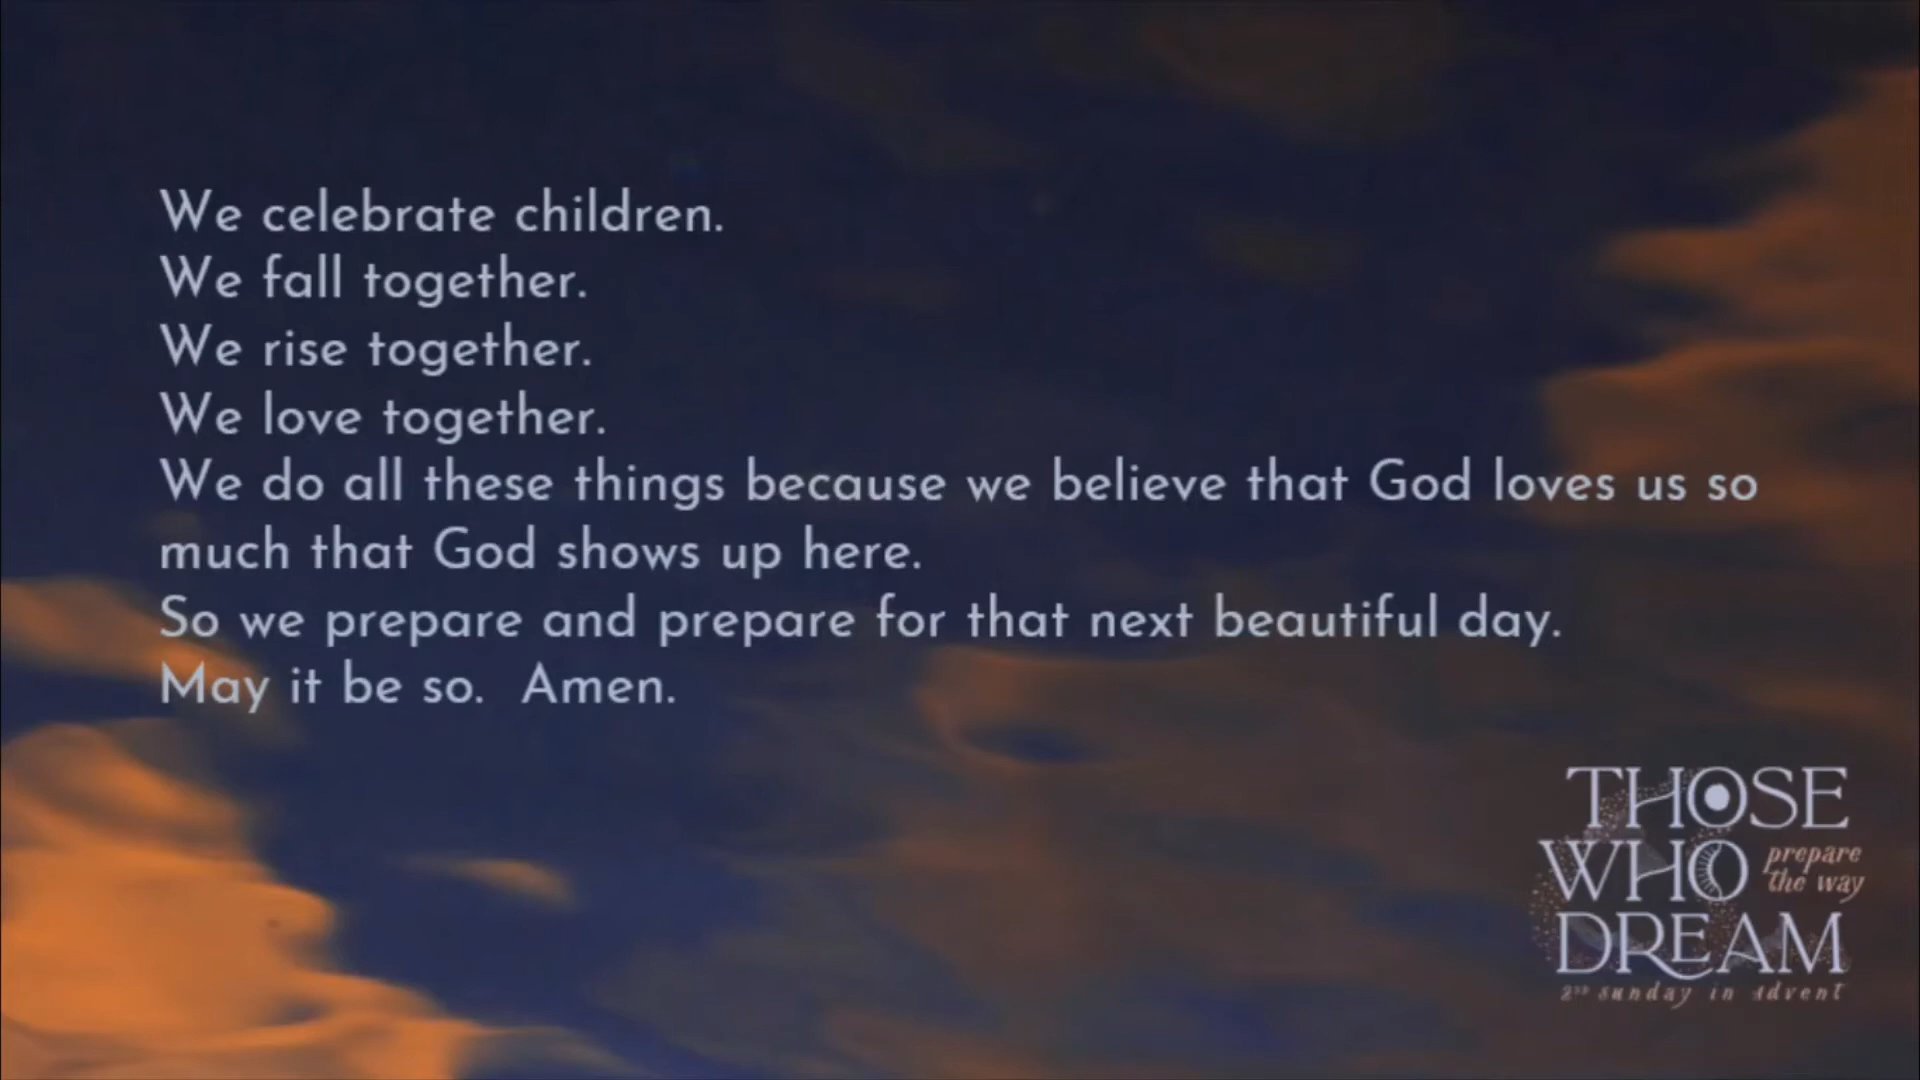 We celebrate children.
We fall together.
We rise together.
We love together.
We do all these things because we believe that God loves us so
much that God shows up here.
So we prepare and prepare for that next beautiful day.
May it be so.  Amen.
THOSE
WHO prepare
the way
DREAM
2ND sunday in advent